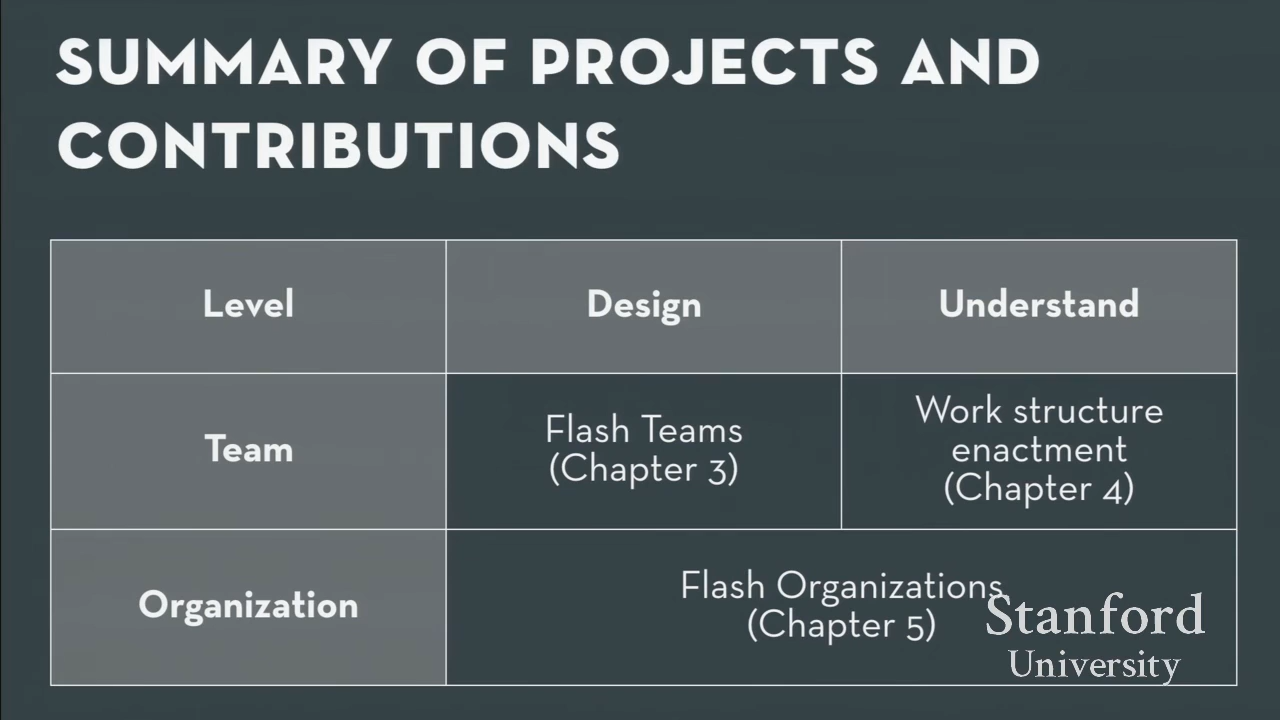 SUMMARY OF PROJECTS AND
CONTRIBUTIONS
Level
Design
Understand
Team
Flash Teams
(Chapter 3)
Work structure
enactment
(Chapter 4)
Organization
Flash Organizations
(Chapter 5)
Stanford
University